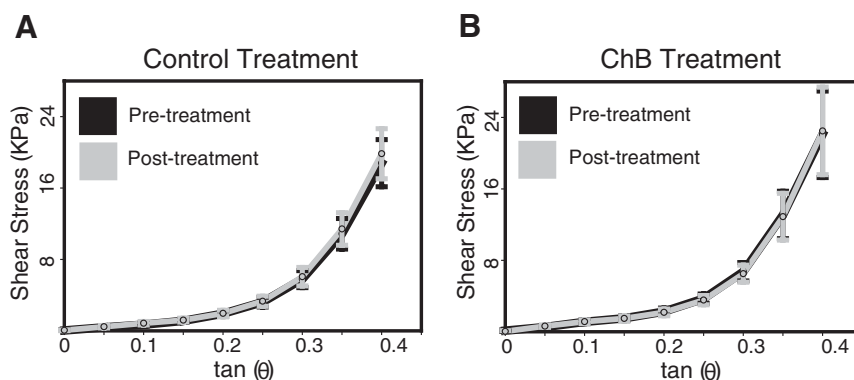 A
Control Treatment
Shear Stress (KPa)
24
16
8
Pre-treatment
Post-treatment
0 0.1 0.2 0.3 0.4
tan (θ)
B
ChB Treatment
Shear Stress (KPa)
24
16
8
Pre-treatment
Post-treatment
0 0.1 0.2 0.3 0.4
tan (θ)